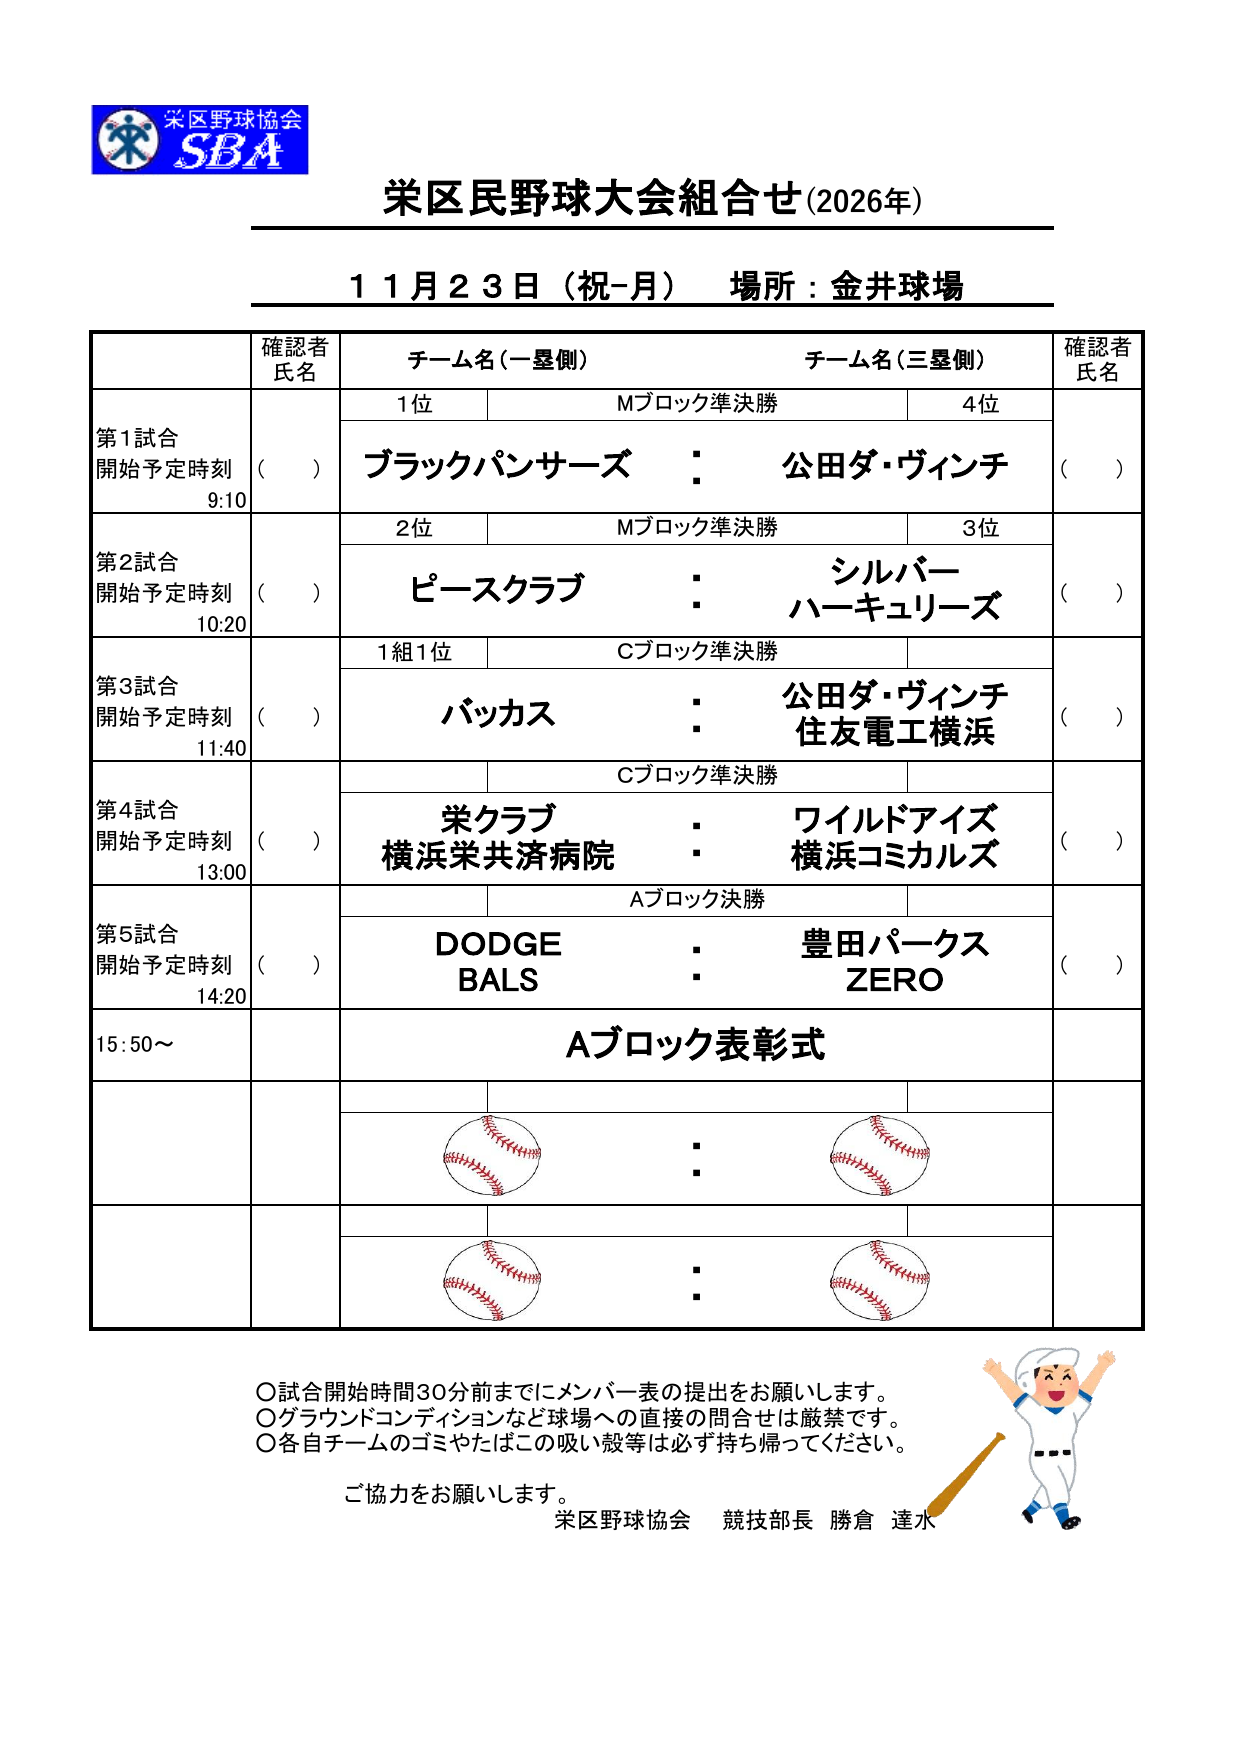 栄区野球協会
SBA
栄区民野球大会組合せ(2026年)
１１月２３日（祝-月）　場所：金井球場
確認者
氏名
チーム名(一塁側)
チーム名(三塁側)
確認者
氏名
1位
Mブロック準決勝
4位
第1試合
開始予定時刻
9:10
(　　)
ブラックパンサーズ
：
公田ダ・ヴィンチ
(　　)
2位
Mブロック準決勝
3位
第2試合
開始予定時刻
10:20
(　　)
ピースクラブ
：
シルバー
ハーキュリーズ
(　　)
1組1位
Cブロック準決勝
第3試合
開始予定時刻
11:40
(　　)
バッカス
：
公田ダ・ヴィンチ
住友電工横浜
(　　)
Cブロック準決勝
第4試合
開始予定時刻
13:00
(　　)
栄クラブ
横浜栄共済病院
：
ワイルドアイズ
横浜コミカルズ
(　　)
Aブロック決勝
第5試合
開始予定時刻
14:20
(　　)
DODGE
BALS
：
豊田パークス
ZERO
(　　)
15:50～
Aブロック表彰式
：
：
〇試合開始時間30分前までにメンバー表の提出をお願いします。
〇グラウンドコンディションなど球場への直接の問合せは厳禁です。
〇各自チームのゴミやたばこの吸い殻等は必ず持ち帰ってください。
ご協力をお願いします。
栄区野球協会　競技部長 勝倉 達水